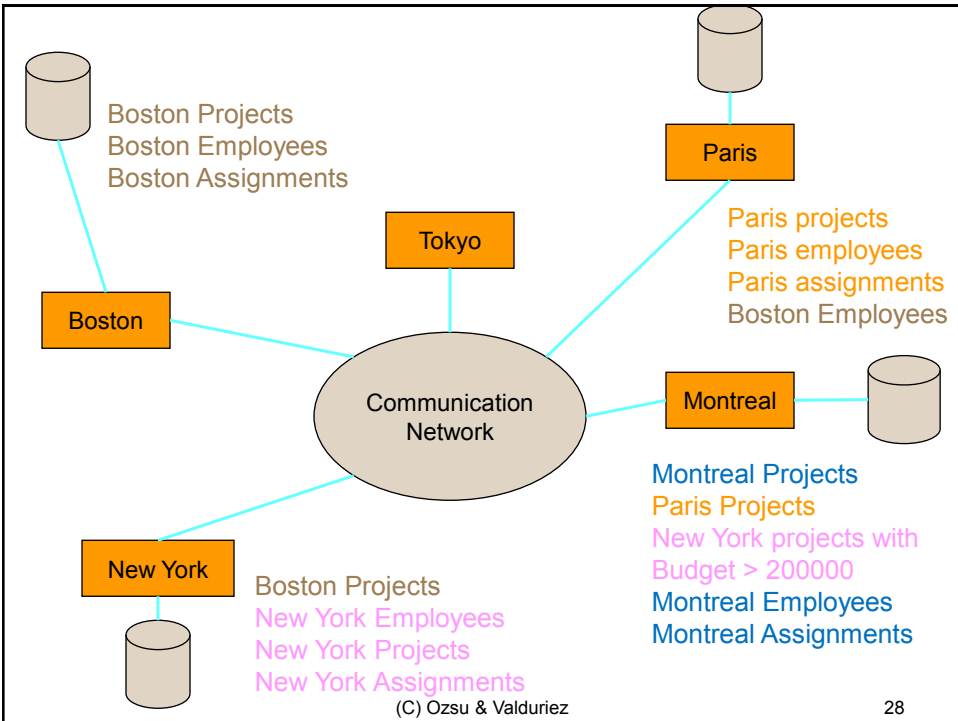 Boston Projects
Boston Employees
Boston Assignments
Paris
Tokyo
Paris projects
Paris employees
Paris assignments
Boston Employees
Boston
Communication
Network
Montreal
Montreal Projects
Paris Projects
New York projects with
Budget > 200000
Montreal Employees
Montreal Assignments
New York
Boston Projects
New York Employees
New York Projects
New York Assignments
(C) Ozsu & Valduriez
28